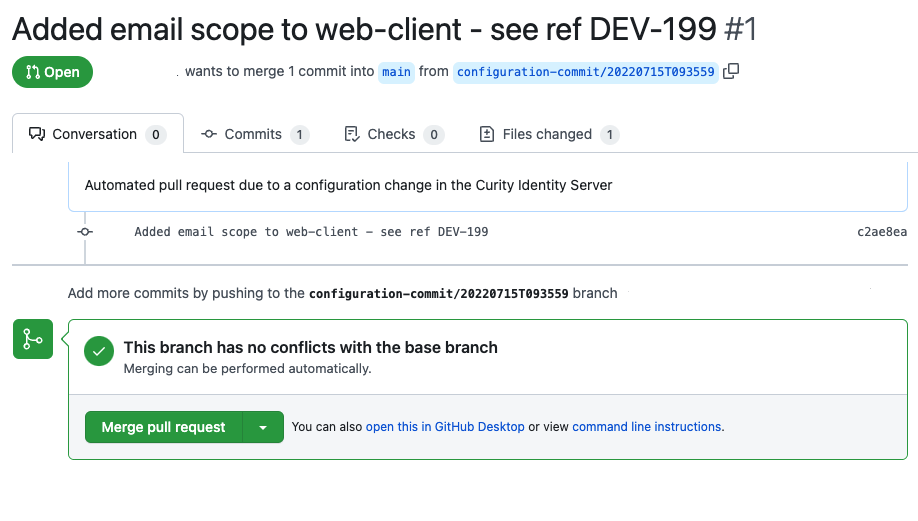 Added email scope to web-client - see ref DEV-199 #1
Open
wants to merge 1 commit into main from configuration-commit/20220715T093559
Conversation 0 Commits 1 Checks 0 Files changed 1
Automated pull request due to a configuration change in the Curity Identity Server
Added email scope to web-client - see ref DEV-199 c2ae8ea
Add more commits by pushing to the configuration-commit/20220715T093559 branch
This branch has no conflicts with the base branch
Merging can be performed automatically.
Merge pull request You can also open this in GitHub Desktop or view command line instructions.